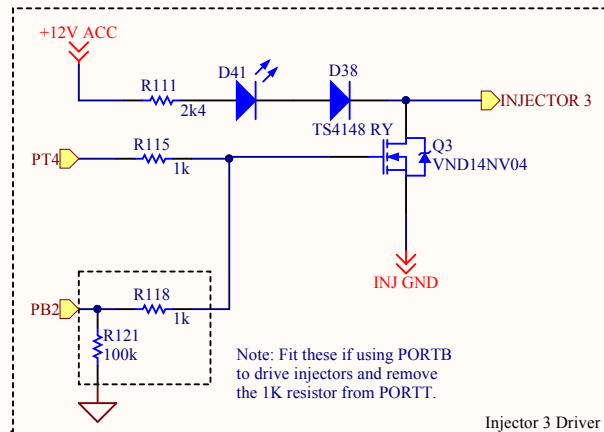 +12V ACC
R111
2k4
D41
D38
TS4148 RY
INJECTOR 3
PT4
R115
1k
Q3
VND14NV04
INJ GND
PB2
R118
1k
R121
100k
Note: Fit these if using PORTB
to drive injectors and remove
the 1K resistor from PORTT.
Injector 3 Driver